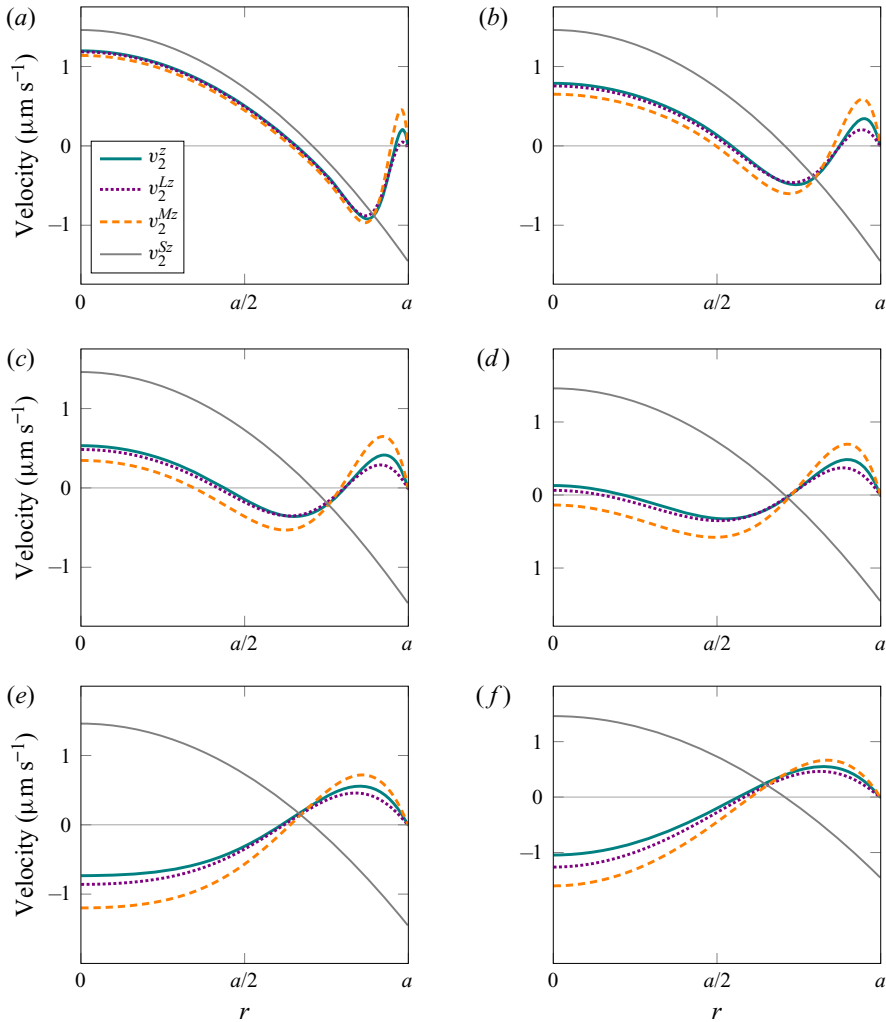 (a)
(b)
Velocity (μm s⁻¹)
1
0
−1
v₂ᶻ
v₂ᴸᶻ
v₂ᴹᶻ
v₂ˢᶻ
0
a/2
a
1
0
−1
0
a/2
a
(c)
(d)
Velocity (μm s⁻¹)
1
0
−1
0
a/2
a
1
0
1
0
a/2
a
(e)
(f)
Velocity (μm s⁻¹)
1
0
−1
0
a/2
a
r
1
0
−1
0
a/2
a
r